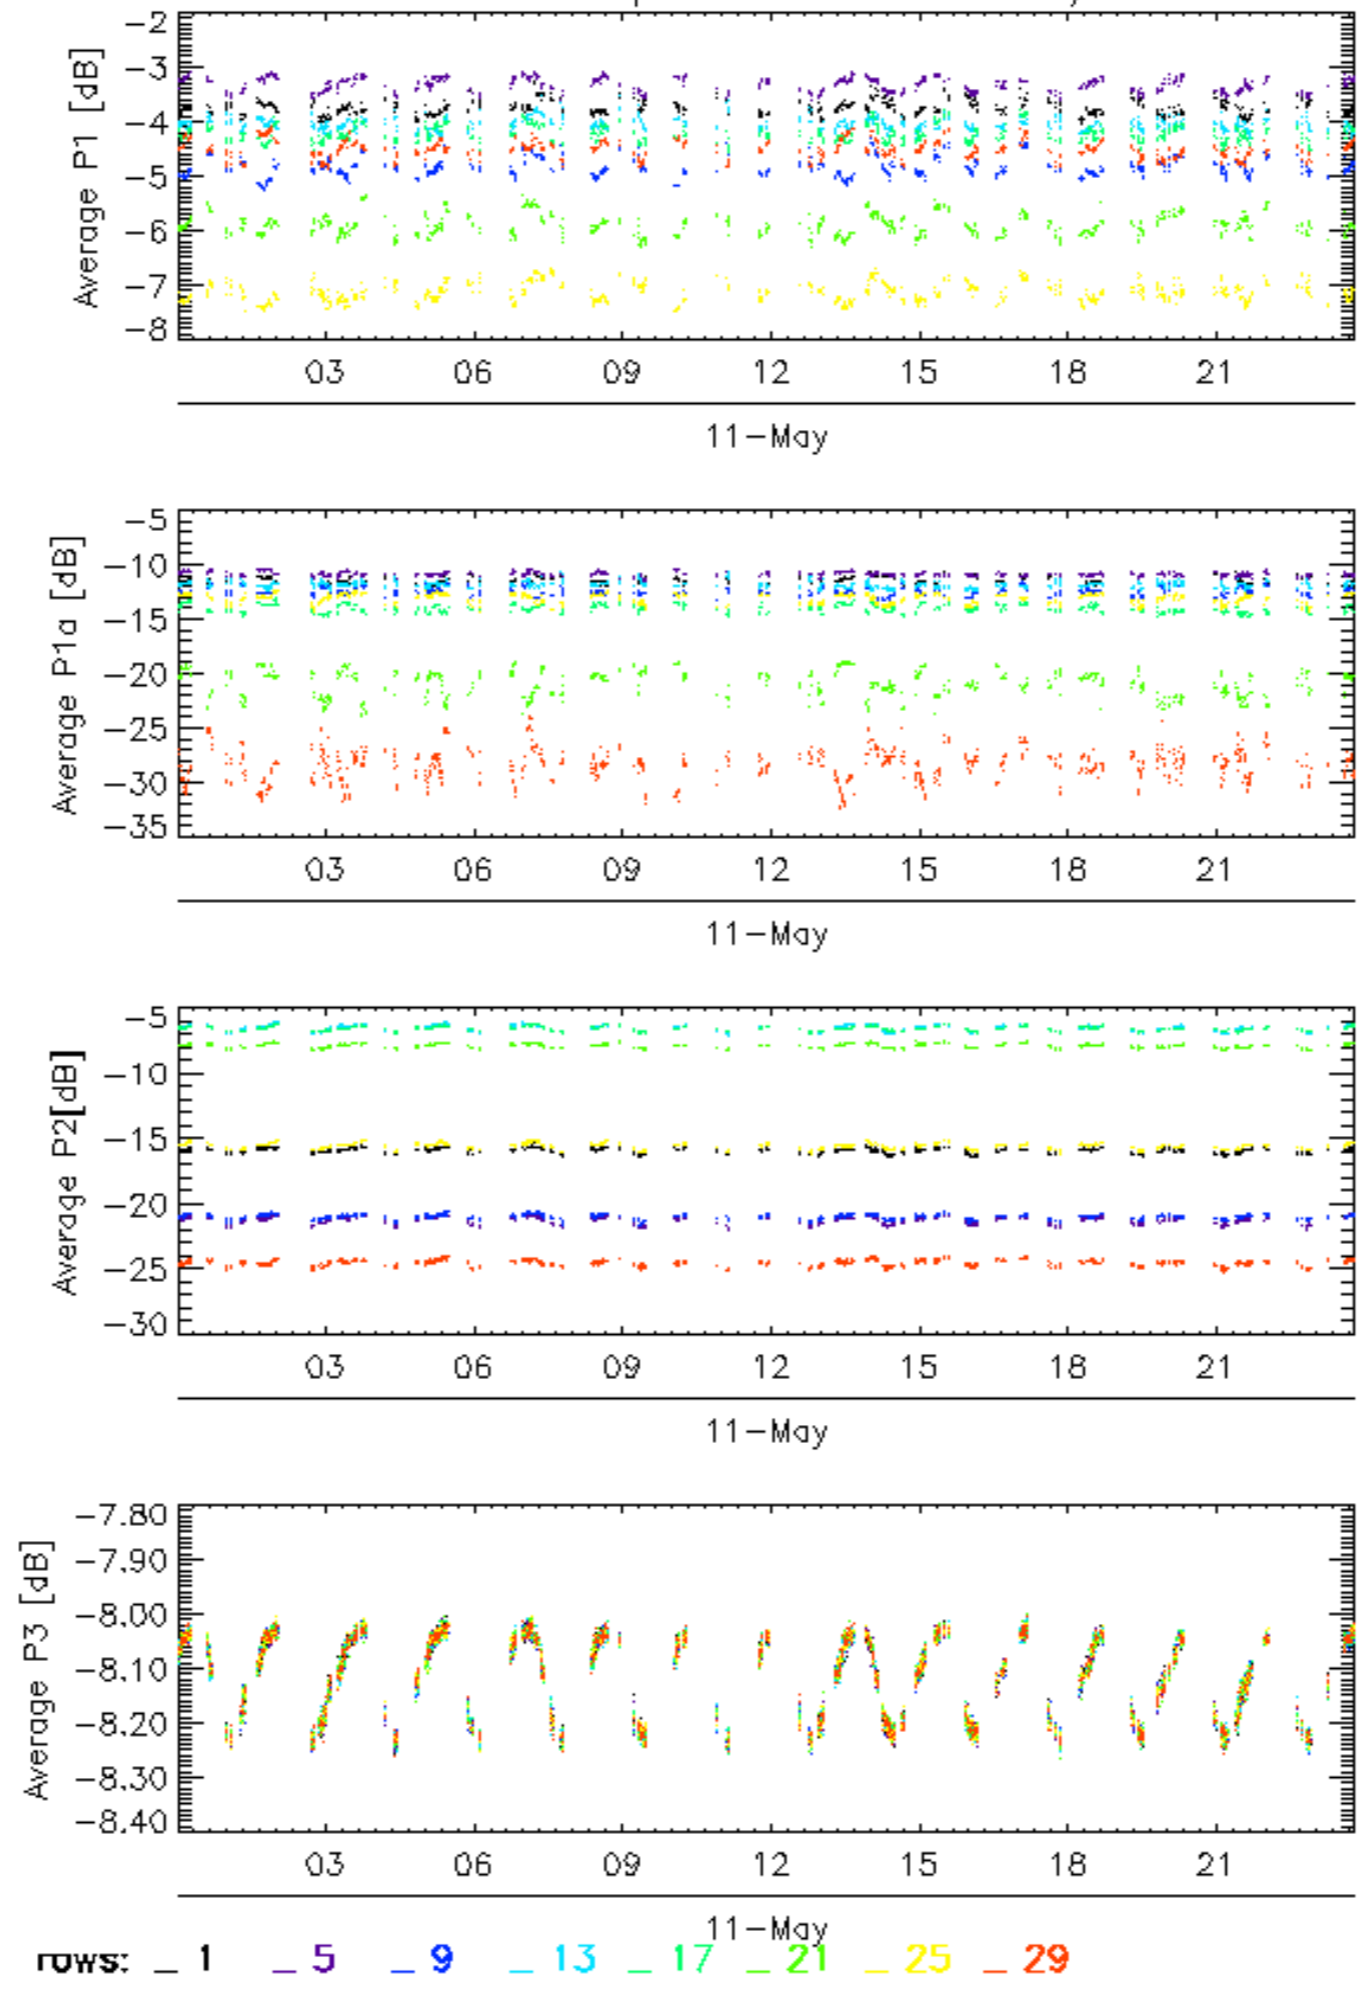 -2
-3
-4
-5
-6
-7
-8
Average P1 [dB]
03 06 09 12 15 18 21
11-May
-5
-10
-15
-20
-25
-30
-35
Average P1a [dB]
03 06 09 12 15 18 21
11-May
-5
-10
-15
-20
-25
-30
Average P2[dB]
03 06 09 12 15 18 21
11-May
-7.80
-7.90
-8.00
-8.10
-8.20
-8.30
-8.40
Average P3 [dB]
03 06 09 12 15 18 21
11-May
rows: _ 1 _ 5 _ 9 _ 13 _ 17 _ 21 _ 25 _ 29